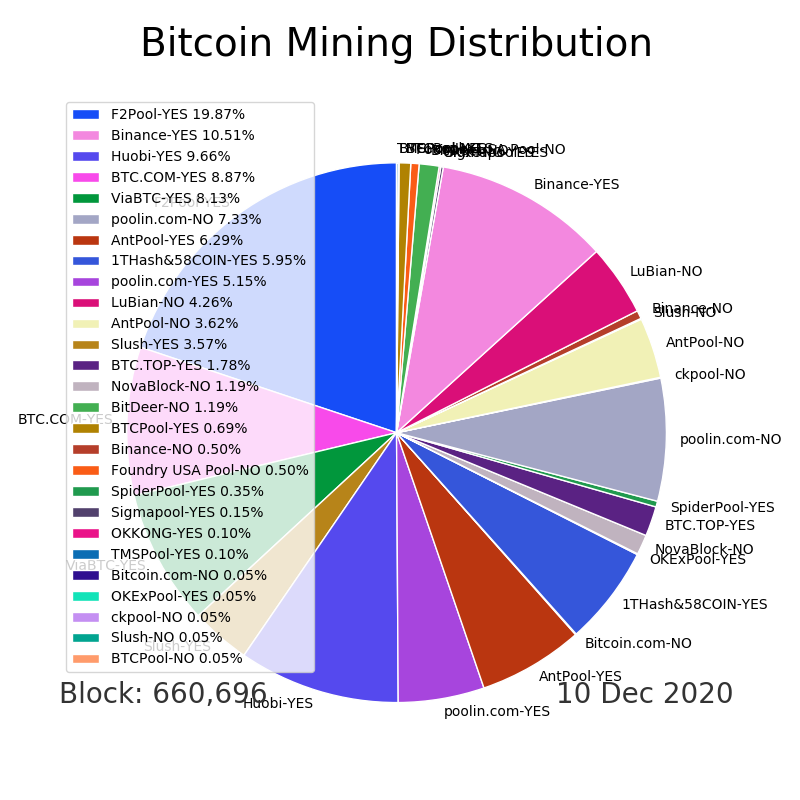 Bitcoin Mining Distribution
F2Pool-YES 19.87%
Binance-YES 10.51%
Huobi-YES 9.66%
BTC.COM-YES 8.87%
ViaBTC-YES 8.13%
poolin.com-NO 7.33%
AntPool-YES 6.29%
1THash&58COIN-YES 5.95%
poolin.com-YES 5.15%
LuBian-NO 4.26%
AntPool-NO 3.62%
Slush-YES 3.57%
BTC.TOP-YES 1.78%
NovaBlock-NO 1.19%
BitDeer-NO 1.19%
BTCPool-YES 0.69%
Binance-NO 0.50%
Foundry USA Pool-NO 0.50%
SpiderPool-YES 0.35%
Sigmapool-YES 0.15%
OKKONG-YES 0.10%
TMSPool-YES 0.10%
Bitcoin.com-NO 0.05%
OKExPool-YES 0.05%
ckpool-NO 0.05%
Slush-NO 0.05%
BTCPool-NO 0.05%
Binance-YES
LuBian-NO
Binance-NO
Slush-NO
AntPool-NO
ckpool-NO
poolin.com-NO
SpiderPool-YES
BTC.TOP-YES
NovaBlock-NO
OKExPool-YES
1THash&58COIN-YES
Bitcoin.com-NO
AntPool-YES
poolin.com-YES
Huobi-YES
Slush-YES
ViaBTC-YES
BTC.COM-YES
F2Pool-YES
Block: 660,696
10 Dec 2020